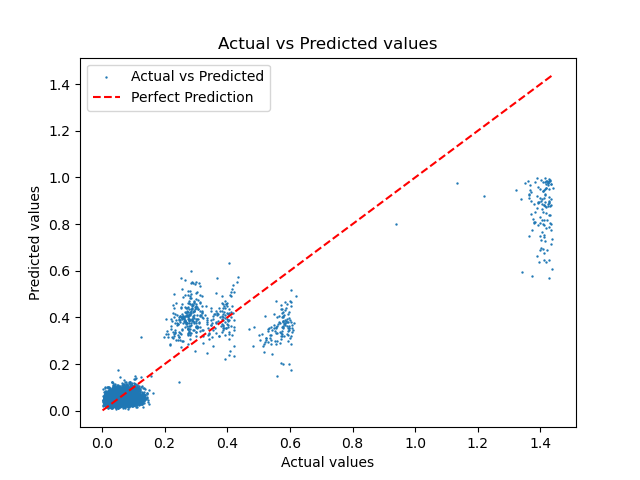 Actual vs Predicted values
Actual vs Predicted
Perfect Prediction
1.4
1.2
1.0
0.8
0.6
0.4
0.2
0.0
Predicted values
0.0 0.2 0.4 0.6 0.8 1.0 1.2 1.4
Actual values